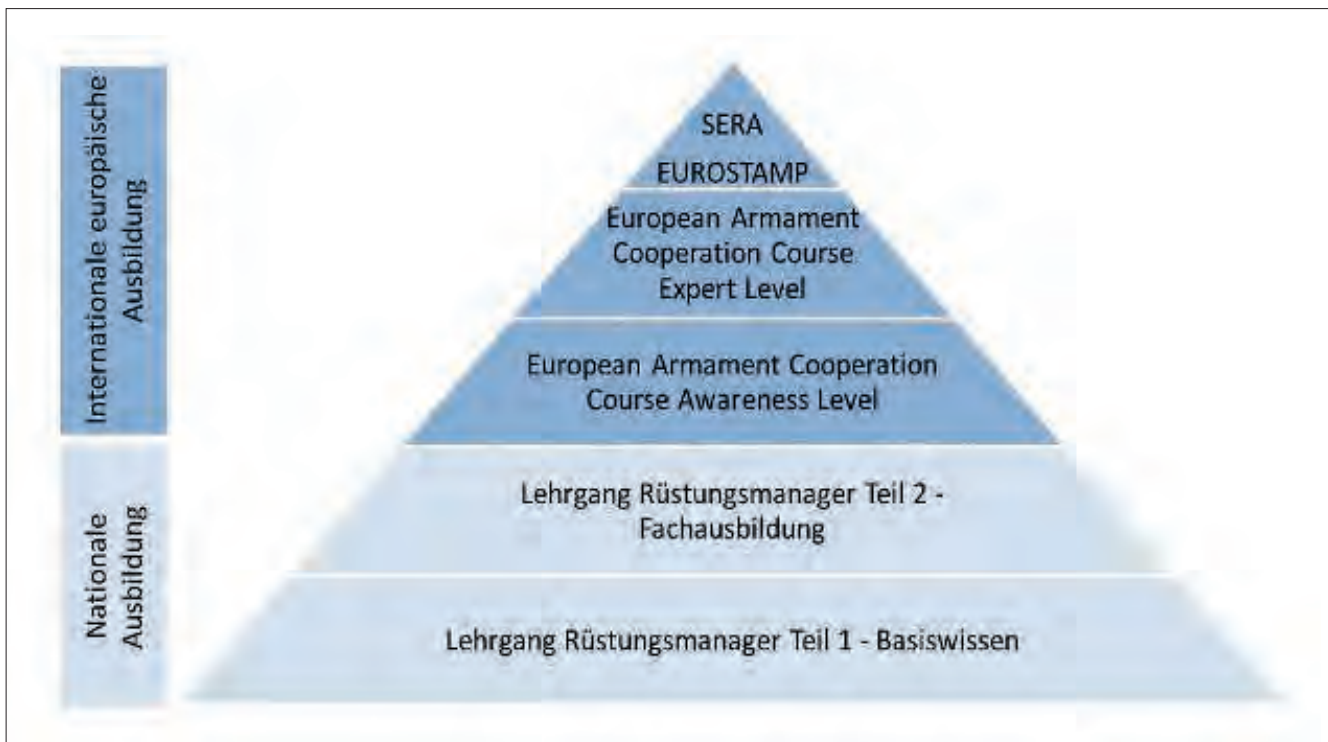 Internationale europäische
Ausbildung
SERA
EUROSTAMP
European Armament
Cooperation Course
Expert Level
European Armament Cooperation
Course Awareness Level
Nationale
Ausbildung
Lehrgang Rüstungsmanager Teil 2 -
Fachausbildung
Lehrgang Rüstungsmanager Teil 1 - Basiswissen